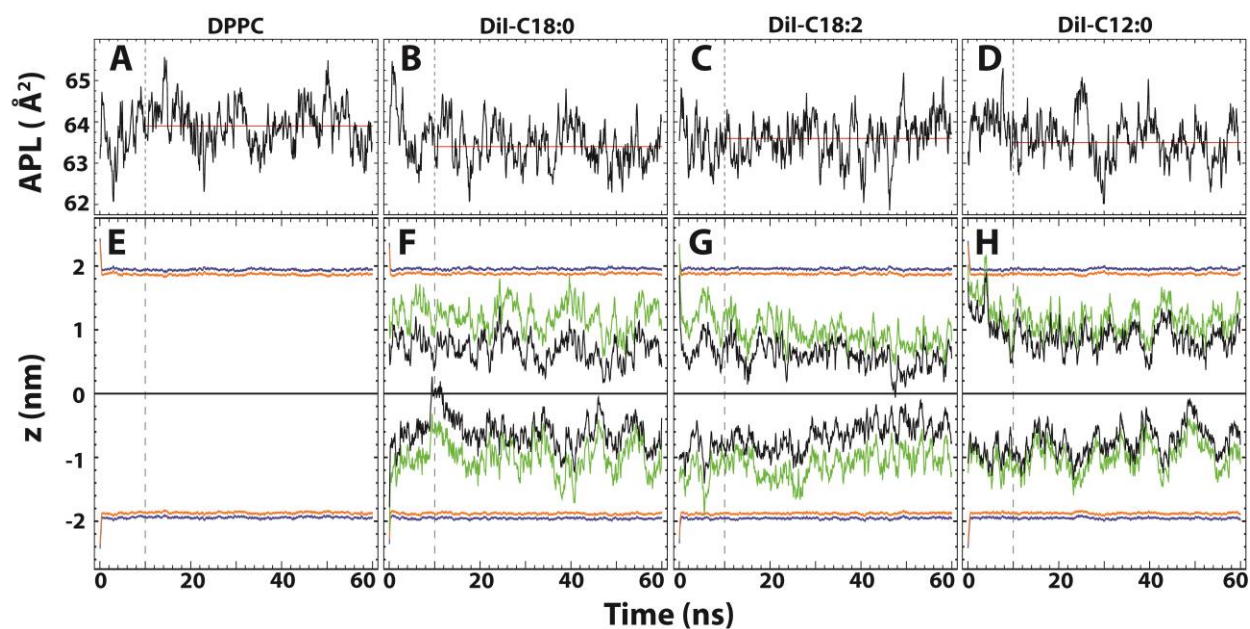 DPPC DiI-C18:0 DiI-C18:2 DiI-C12:0
A B C D
APL ( Å²)
65
64
63
62
E F G H
z (nm)
2
1
0
-1
-2
0 20 40 60 0 20 40 60 0 20 40 60 0 20 40 60
Time (ns)